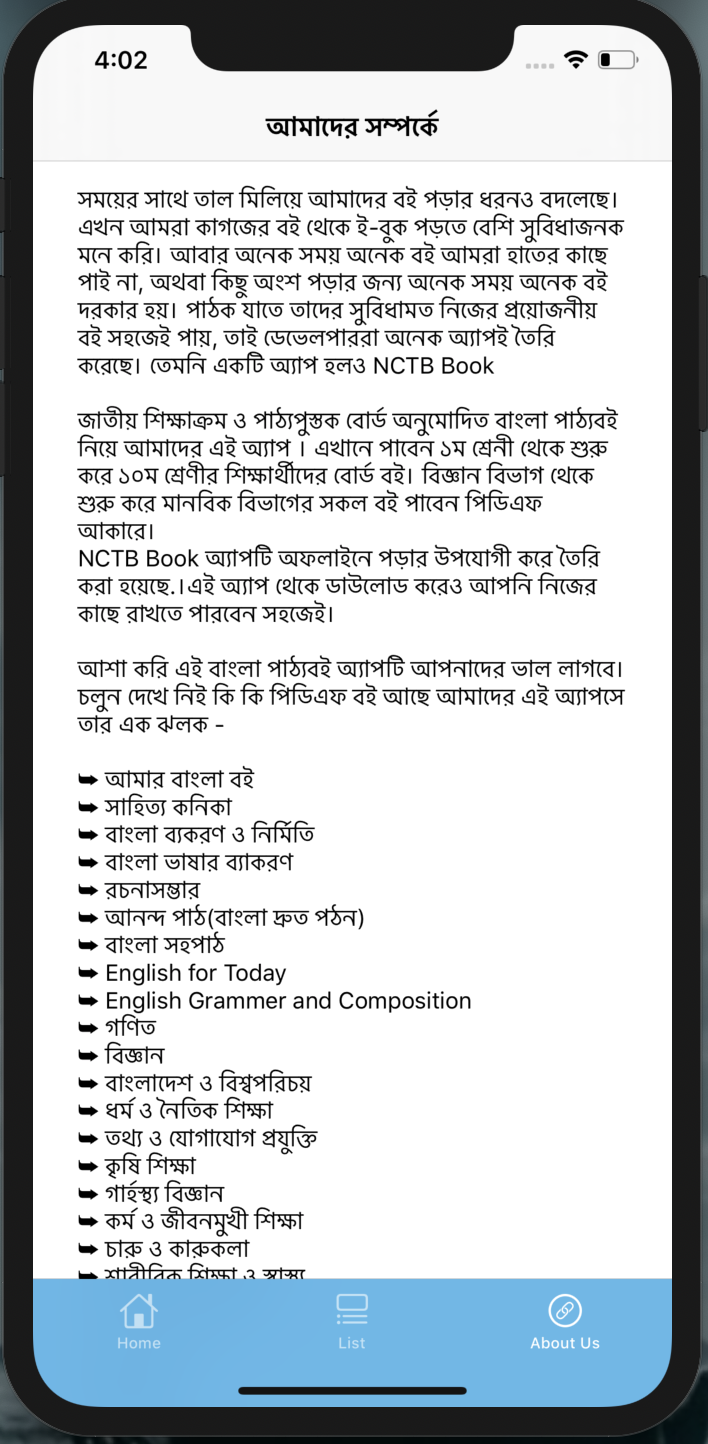 4:02
আমাদের সম্পর্কে
সময়ের সাথে তাল মিলিয়ে আমাদের বই পড়ার ধরনও বদলেছে।
এখন আমরা কাগজের বই থেকে ই-বুক পড়তে বেশি সুবিধাজনক
মনে করি। আবার অনেক সময় অনেক বই আমরা হাতের কাছে
পাই না, অথবা কিছু অংশ পড়ার জন্য অনেক সময় অনেক বই
দরকার হয়। পাঠক যাতে তাদের সুবিধামত নিজের প্রয়োজনীয়
বই সহজেই পায়, তাই ডেভেলপাররা অনেক অ্যাপই তৈরি
করেছে। তেমনি একটি অ্যাপ হলও NCTB Book
জাতীয় শিক্ষাক্রম ও পাঠ্যপুস্তক বোর্ড অনুমোদিত বাংলা পাঠ্যবই
নিয়ে আমাদের এই অ্যাপ । এখানে পাবেন ১ম শ্রেনী থেকে শুরু
করে ১০ম শ্রেণীর শিক্ষার্থীদের বোর্ড বই। বিজ্ঞান বিভাগ থেকে
শুরু করে মানবিক বিভাগের সকল বই পাবেন পিডিএফ
আকারে।
NCTB Book অ্যাপটি অফলাইনে পড়ার উপযোগী করে তৈরি
করা হয়েছে.।এই অ্যাপ থেকে ডাউলোড করেও আপনি নিজের
কাছে রাখতে পারবেন সহজেই।
আশা করি এই বাংলা পাঠ্যবই অ্যাপটি আপনাদের ভাল লাগবে।
চলুন দেখে নিই কি কি পিডিএফ বই আছে আমাদের এই অ্যাপসে
তার এক ঝলক -
➥ আমার বাংলা বই
➥ সাহিত্য কনিকা
➥ বাংলা ব্যকরণ ও নির্মিতি
➥ বাংলা ভাষার ব্যাকরণ
➥ রচনাসম্ভার
➥ আনন্দ পাঠ(বাংলা দ্রুত পঠন)
➥ বাংলা সহপাঠ
➥ English for Today
➥ English Grammer and Composition
➥ গণিত
➥ বিজ্ঞান
➥ বাংলাদেশ ও বিশ্বপরিচয়
➥ ধর্ম ও নৈতিক শিক্ষা
➥ তথ্য ও যোগাযোগ প্রযুক্তি
➥ কৃষি শিক্ষা
➥ গার্হস্থ্য বিজ্ঞান
➥ কর্ম ও জীবনমুখী শিক্ষা
➥ চারু ও কারুকলা
➥ শারীরিক শিক্ষা ও স্বাস্থ্য
Home
List
About Us